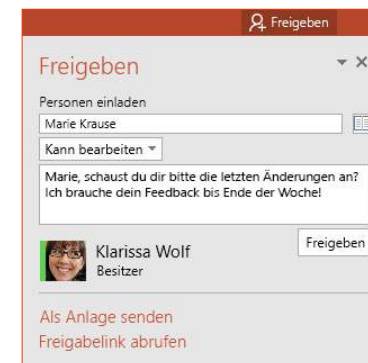 Freigeben
Freigeben
Personen einladen
Marie Krause
Kann bearbeiten
Marie, schaust du dir bitte die letzten Änderungen an?
Ich brauche dein Feedback bis Ende der Woche!
Freigeben
Klarissa Wolf
Besitzer
Als Anlage senden
Freigabelink abrufen